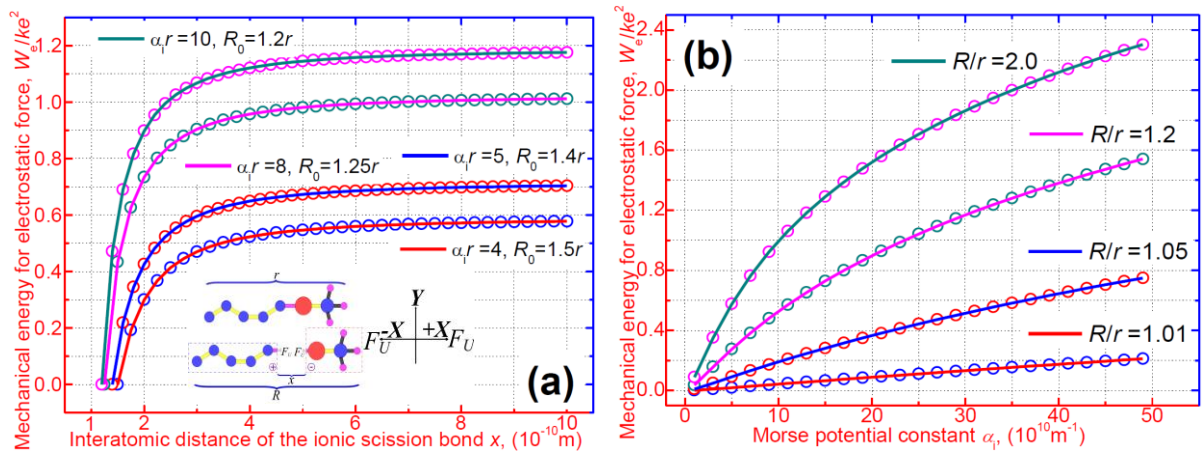 (a)
Mechanical energy for electrostatic force, Wₑ/ke²
1.2
1.0
0.8
0.6
0.4
0.2
0.0
αᵢr=10, R₀=1.2r
αᵢr=8, R₀=1.25r
αᵢr=5, R₀=1.4r
αᵢr=4, R₀=1.5r
r
Y
-X
+X
F_U
F_U
⊕
⊖
x
R
2
4
6
8
10
Interatomic distance of the ionic scission bond x, (10⁻¹⁰m)
(b)
Mechanical energy for electrostatic force, Wₑ/ke²
2.4
2.0
1.6
1.2
0.8
0.4
0.0
R/r=2.0
R/r=1.2
R/r=1.05
R/r=1.01
0
10
20
30
40
50
Morse potential constant αᵢ, (10¹⁰m⁻¹)